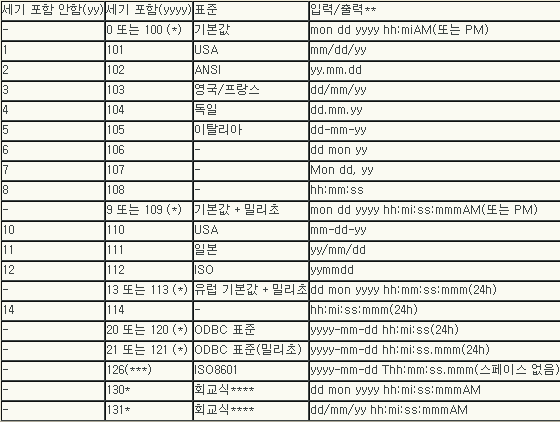 세기 포함 안함(yy) 세기 포함(yyyy) 표준 입력/출력**
- 0 또는 100 (*) 기본값 mon dd yyyy hh:miAM(또는 PM)
1 101 USA mm/dd/yy
2 102 ANSI yy.mm.dd
3 103 영국/프랑스 dd/mm/yy
4 104 독일 dd.mm.yy
5 105 이탈리아 dd-mm-yy
6 106 - dd mon yy
7 107 - Mon dd, yy
8 108 - hh:mm:ss
- 9 또는 109 (*) 기본값 + 밀리초 mon dd yyyy hh:mi:ss:mmmAM(또는 PM)
10 110 USA mm-dd-yy
11 111 일본 yy/mm/dd
12 112 ISO yymmdd
- 13 또는 113 (*) 유럽 기본값 + 밀리초 dd mon yyyy hh:mm:ss:mmm(24h)
14 114 - hh:mi:ss:mmm(24h)
- 20 또는 120 (*) ODBC 표준 yyyy-mm-dd hh:mi:ss(24h)
- 21 또는 121 (*) ODBC 표준(밀리초) yyyy-mm-dd hh:mi:ss.mmm(24h)
- 126(***) ISO8601 yyyy-mm-dd Thh:mm:ss.mmm(스페이스 없음)
- 130* 회교식**** dd mon yyyy hh:mi:ss:mmmAM
- 131* 회교식**** dd/mm/yy hh:mi:ss:mmmAM